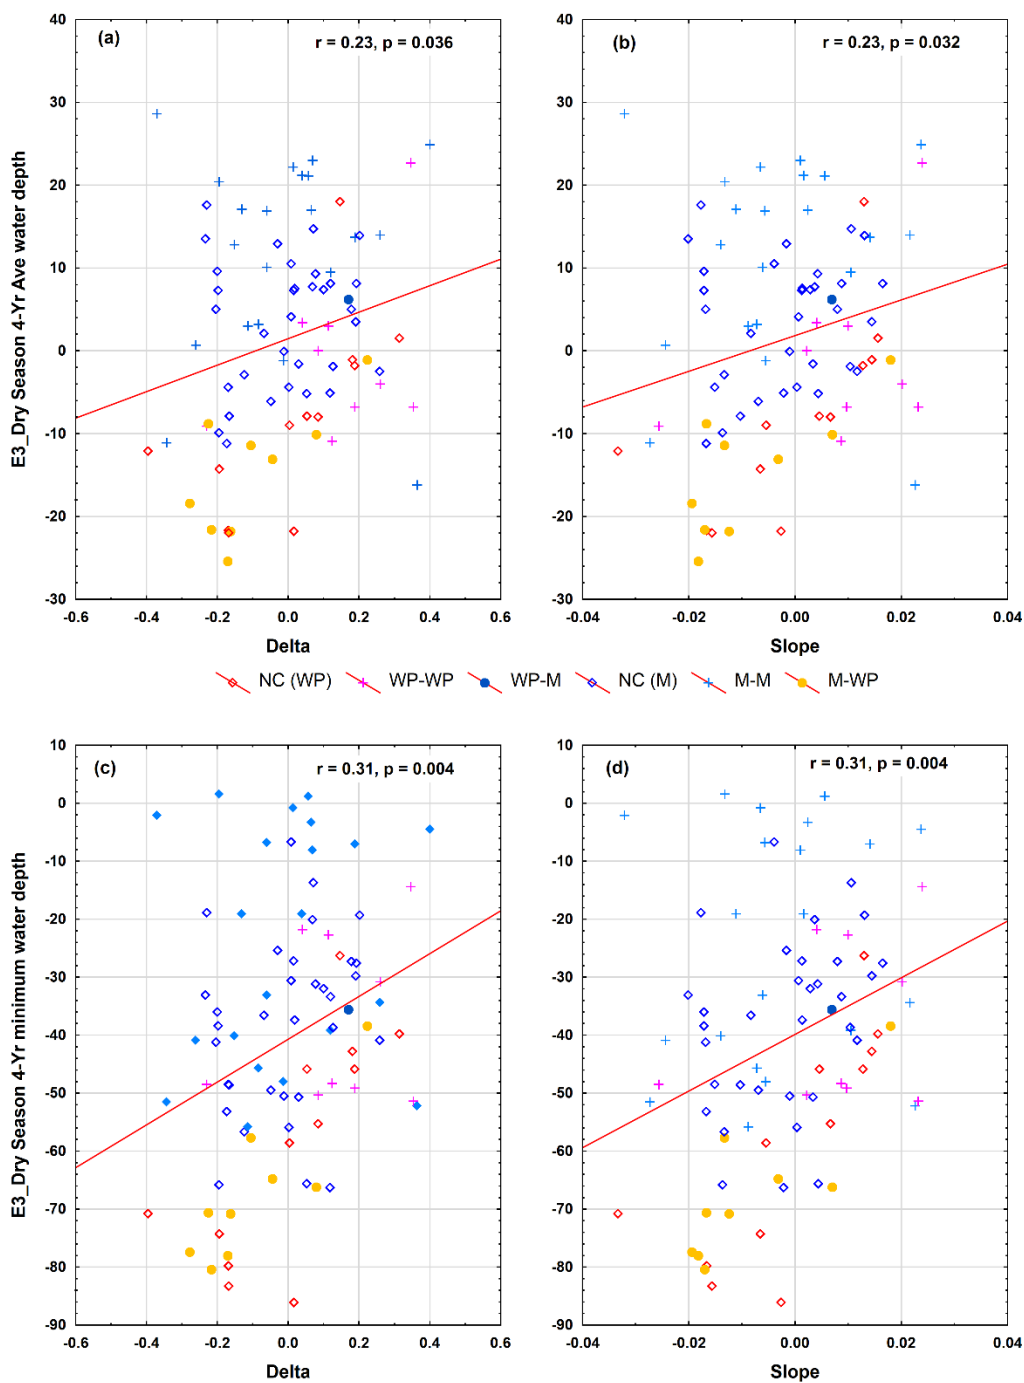 (a)
r = 0.23, p = 0.036
E3_Dry Season 4-Yr Ave water depth
40
30
20
10
0
-10
-20
-30
-0.6 -0.4 -0.2 0.0 0.2 0.4 0.6
Delta
(b)
r = 0.23, p = 0.032
40
30
20
10
0
-10
-20
-30
-0.04 -0.02 0.00 0.02 0.04
Slope
NC (WP) WP-WP WP-M NC (M) M-M M-WP
(c)
r = 0.31, p = 0.004
E3_Dry Season 4-Yr minimum water depth
10
0
-10
-20
-30
-40
-50
-60
-70
-80
-90
-0.6 -0.4 -0.2 0.0 0.2 0.4 0.6
Delta
(d)
r = 0.31, p = 0.004
10
0
-10
-20
-30
-40
-50
-60
-70
-80
-90
-0.04 -0.02 0.00 0.02 0.04
Slope